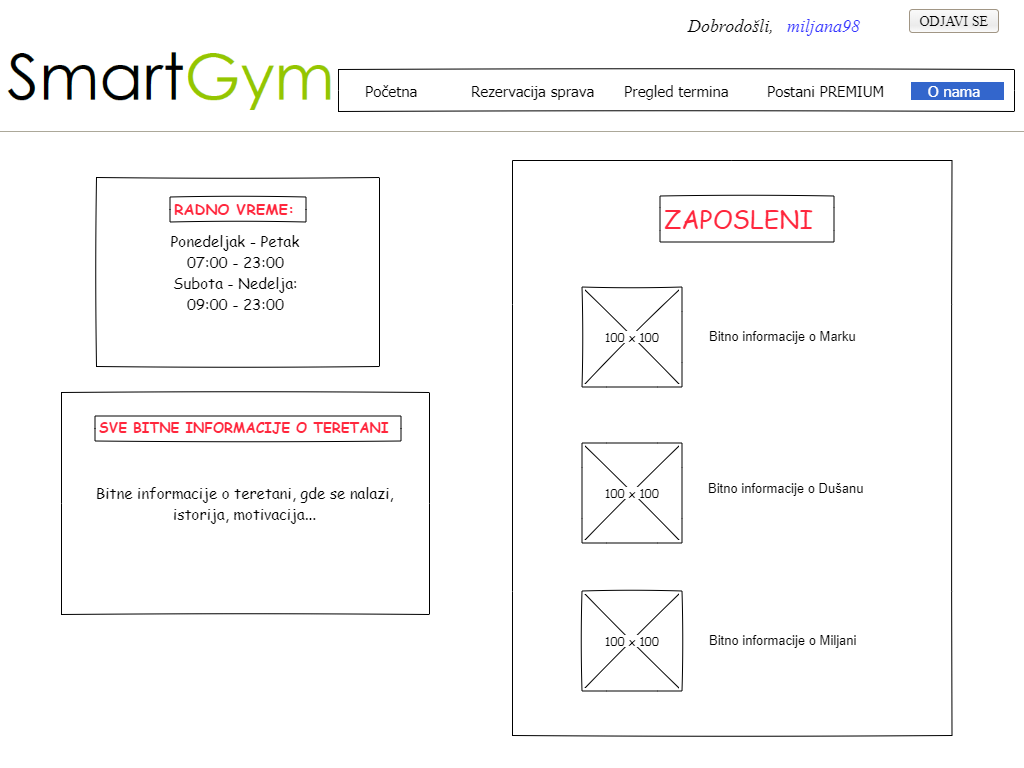 Dobrodošli, miljana98
ODJAVI SE
SmartGym
Početna Rezervacija sprava Pregled termina Postani PREMIUM O nama
RADNO VREME:
Ponedeljak - Petak
07:00 - 23:00
Subota - Nedelja:
09:00 - 23:00
SVE BITNE INFORMACIJE O TERETANI
Bitne informacije o teretani, gde se nalazi,
istorija, motivacija...
ZAPOSLENI
100 x 100
Bitno informacije o Marku
100 x 100
Bitno informacije o Dušanu
100 x 100
Bitno informacije o Miljani